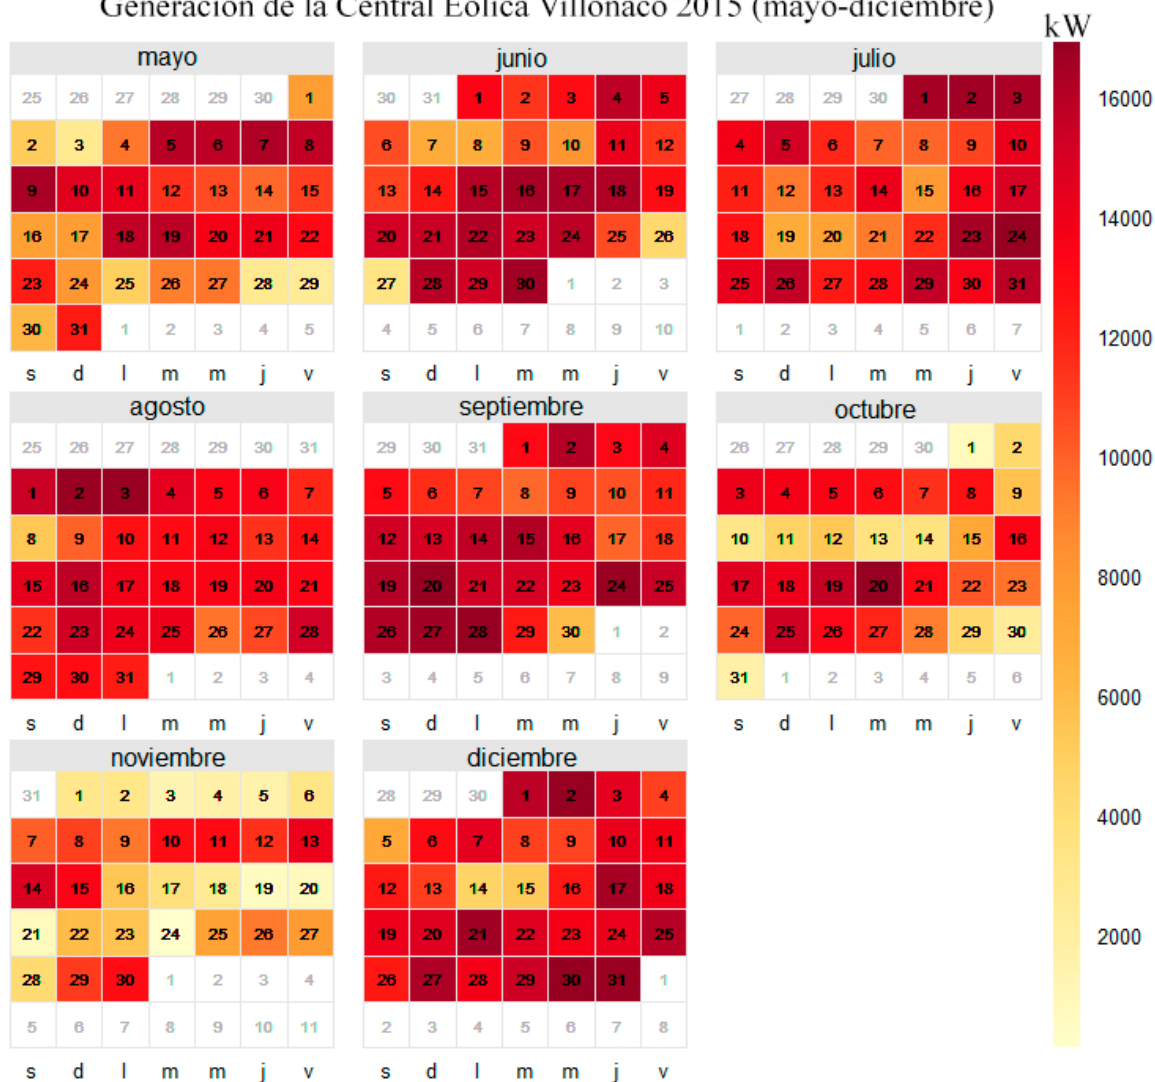 Generación de la Central Eólica Villonaco 2015 (mayo-diciembre)
kW
mayo junio julio
25 26 27 28 29 30 1 30 31 1 2 3 4 5 27 28 29 30 1 2 3
16000
2 3 4 5 6 7 8 6 7 8 9 10 11 12 4 5 6 7 8 9 10
9 10 11 12 13 14 15 13 14 15 16 17 18 19 11 12 13 14 15 16 17
14000
16 17 18 19 20 21 22 20 21 22 23 24 25 26 18 19 20 21 22 23 24
23 24 25 26 27 28 29 27 28 29 30 1 2 3 25 26 27 28 29 30 31
30 31 1 2 3 4 5 4 5 6 7 8 9 10 1 2 3 4 5 6 7
12000
s d l m m j v s d l m m j v s d l m m j v
agosto septiembre octubre
25 26 27 28 29 30 31 29 30 31 1 2 3 4 26 27 28 29 30 1 2
10000
1 2 3 4 5 6 7 5 6 7 8 9 10 11 3 4 5 6 7 8 9
8 9 10 11 12 13 14 12 13 14 15 16 17 18 10 11 12 13 14 15 16
8000
15 16 17 18 19 20 21 19 20 21 22 23 24 25 17 18 19 20 21 22 23
22 23 24 25 26 27 28 26 27 28 29 30 1 2 24 25 26 27 28 29 30
29 30 31 1 2 3 4 3 4 5 6 7 8 9 31 1 2 3 4 5 6
6000
s d l m m j v s d l m m j v s d l m m j v
noviembre diciembre
31 1 2 3 4 5 6 28 29 30 1 2 3 4
4000
7 8 9 10 11 12 13 5 6 7 8 9 10 11
14 15 16 17 18 19 20 12 13 14 15 16 17 18
21 22 23 24 25 26 27 19 20 21 22 23 24 25
2000
28 29 30 1 2 3 4 26 27 28 29 30 31 1
5 6 7 8 9 10 11 2 3 4 5 6 7 8
s d l m m j v s d l m m j v